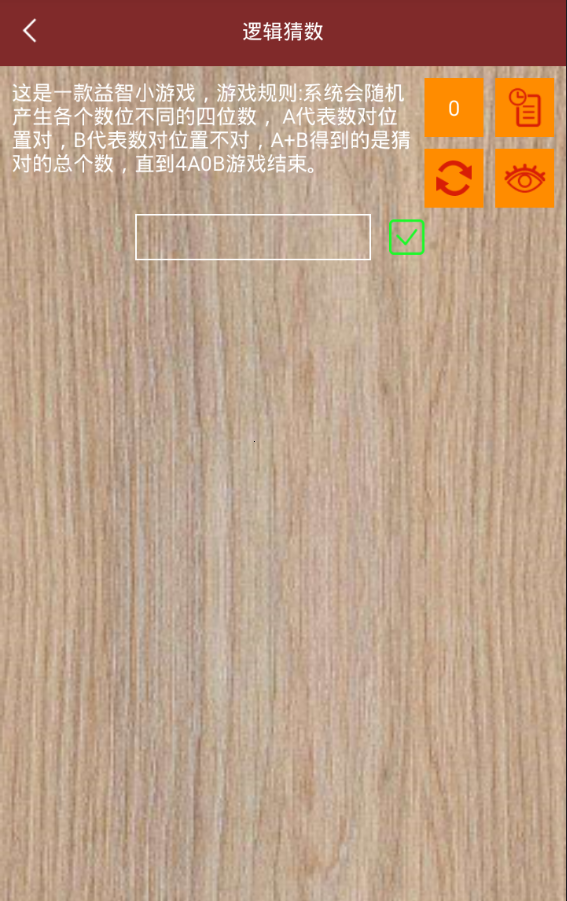 逻辑猜数
这是一款益智小游戏，游戏规则:系统会随机
产生各个数位不同的四位数， A代表数对位
置对，B代表数对位置不对，A+B得到的是猜
对的总个数，直到4A0B游戏结束。
0